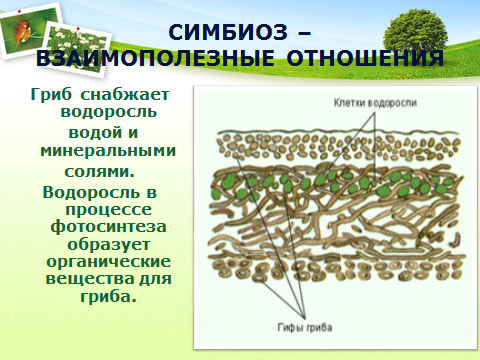 СИМБИОЗ –
ВЗАИМОПОЛЕЗНЫЕ ОТНОШЕНИЯ
Гриб снабжает
водоросль
водой и
минеральными
солями.
Водоросль в
процессе
фотосинтеза
образует
органические
вещества для
гриба.
Клетки водоросли
Гифы гриба